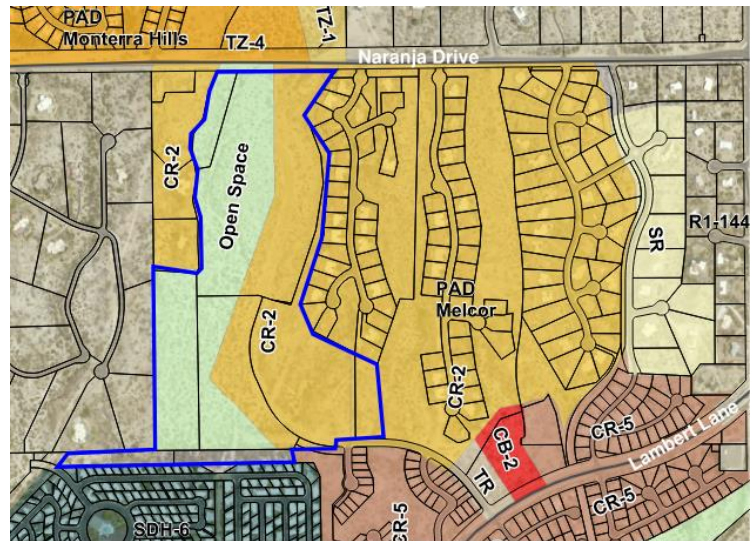 PAD
Monterra Hills
TZ-4
TZ-1
Naranja Drive
CR-2
Open Space
SR
R1-144
PAD
Melcor
CR-2
CR-2
CB-2
TR
CR-5
Lambert Lane
CR-5
CR-5
SDH-6